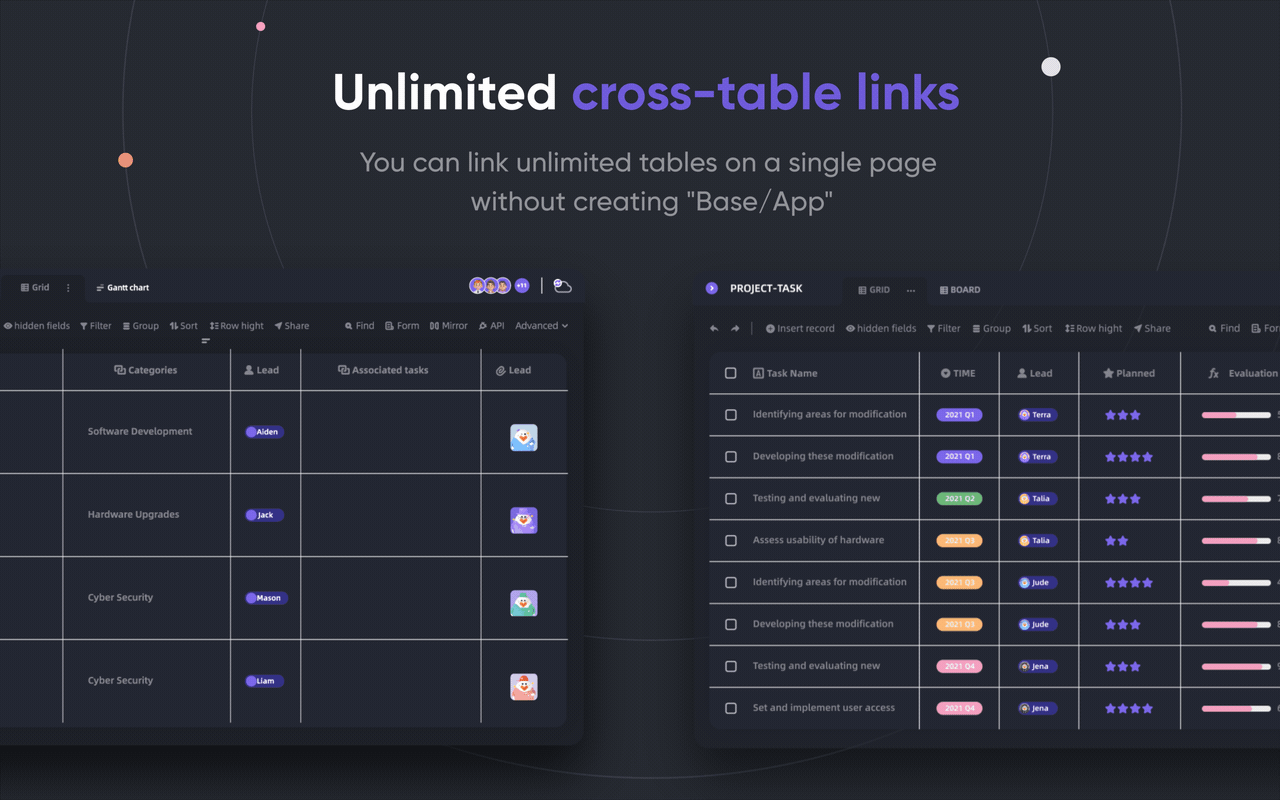 Unlimited cross-table links
You can link unlimited tables on a single page
without creating "Base/App"
Grid
Gantt chart
+11
hidden fields Filter Group Sort Row hight Share Find Form Mirror API Advanced
Categories Lead Associated tasks Lead
Software Development Aiden
Hardware Upgrades Jack
Cyber Security Mason
Cyber Security Liam
PROJECT-TASK GRID BOARD
Insert record hidden fields Filter Group Sort Row hight Share Find For
Task Name TIME Lead Planned Evaluation
Identifying areas for modification 2021 Q1 Terra
Developing these modification 2021 Q1 Terra
Testing and evaluating new 2021 Q2 Talia
Assess usability of hardware 2021 Q3 Talia
Identifying areas for modification 2021 Q3 Jude
Developing these modification 2021 Q3 Jude
Testing and evaluating new 2021 Q4 Jena
Set and implement user access 2021 Q4 Jena